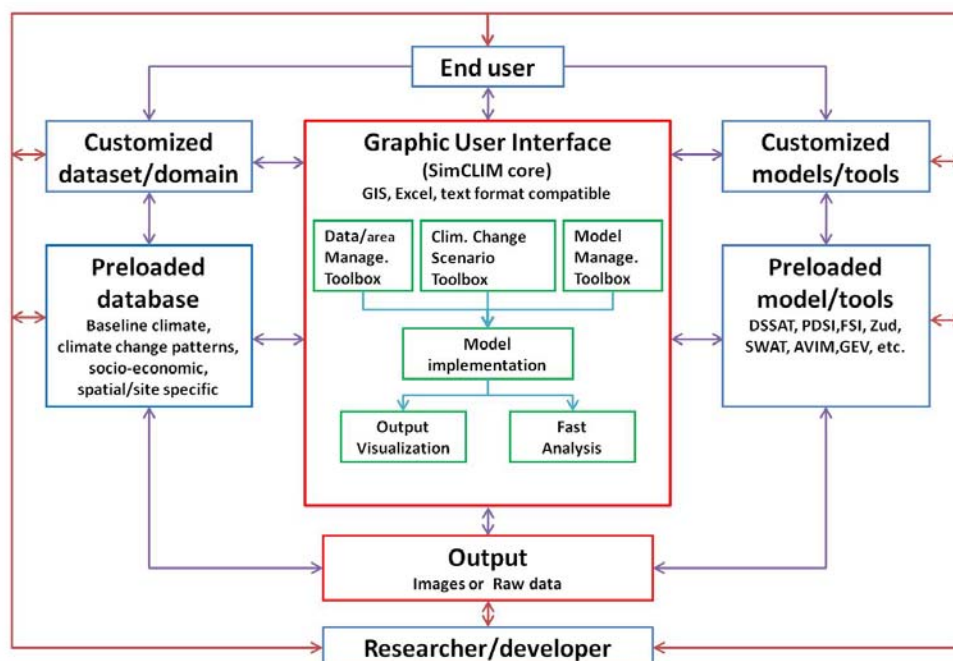 End user
Customized
dataset/domain
Graphic User Interface
(SimCLIM core)
GIS, Excel, text format compatible
Customized
models/tools
Data/area
Manage.
Toolbox
Clim. Change
Scenario
Toolbox
Model
Manage.
Toolbox
Preloaded
database
Baseline climate,
climate change patterns,
socio-economic,
spatial/site specific
Preloaded
model/tools
DSSAT, PDSI,FSI, Zud,
SWAT, AVIM,GEV, etc.
Model
implementation
Output
Visualization
Fast
Analysis
Output
Images or Raw data
Researcher/developer